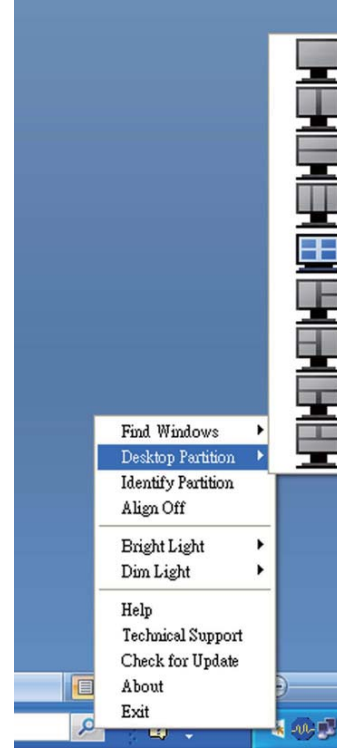 Find Windows
Desktop Partition
Identify Partition
Align Off
Bright Light
Dim Light
Help
Technical Support
Check for Update
About
Exit